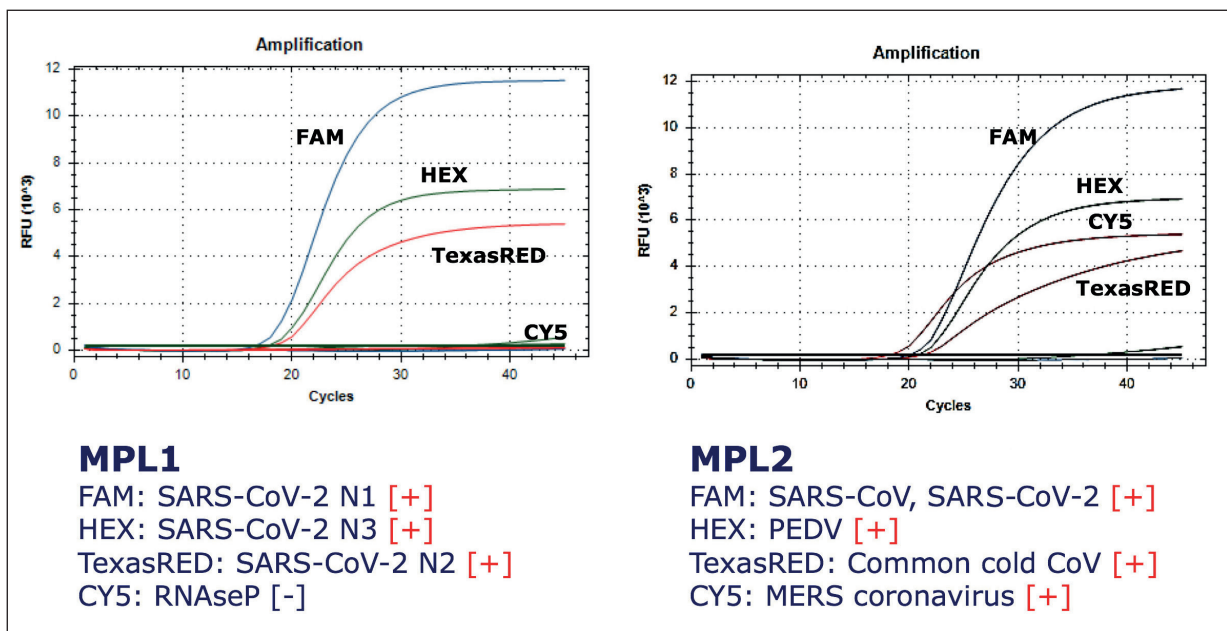 Amplification
12
10
8
6
4
2
0
RFU (10^3)
FAM
HEX
TexasRED
CY5
0
10
20
30
40
Cycles
MPL1
FAM: SARS-CoV-2 N1 [+]
HEX: SARS-CoV-2 N3 [+]
TexasRED: SARS-CoV-2 N2 [+]
CY5: RNAseP [-]
Amplification
12
10
8
6
4
2
0
RFU (10^3)
FAM
HEX
CY5
TexasRED
0
10
20
30
40
Cycles
MPL2
FAM: SARS-CoV, SARS-CoV-2 [+]
HEX: PEDV [+]
TexasRED: Common cold CoV [+]
CY5: MERS coronavirus [+]